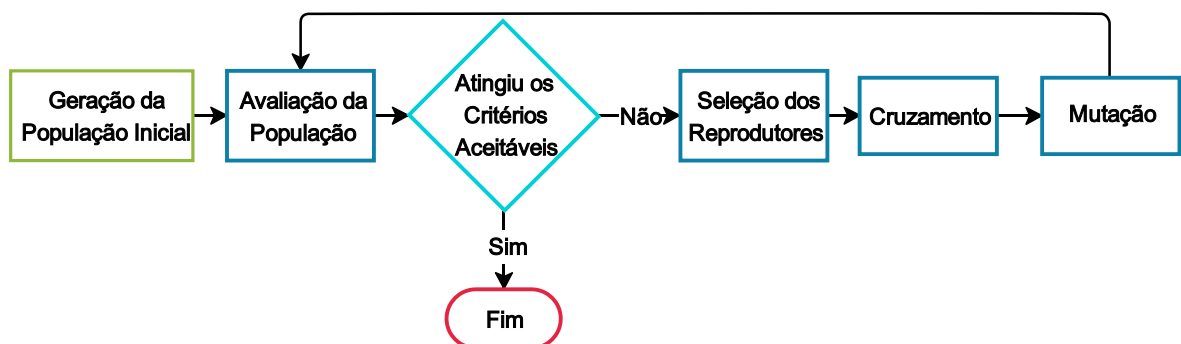 Geração da
População Inicial
Avaliação da
População
Atingiu os
Critérios
Aceitáveis
Não
Seleção dos
Reprodutores
Cruzamento
Mutação
Sim
Fim